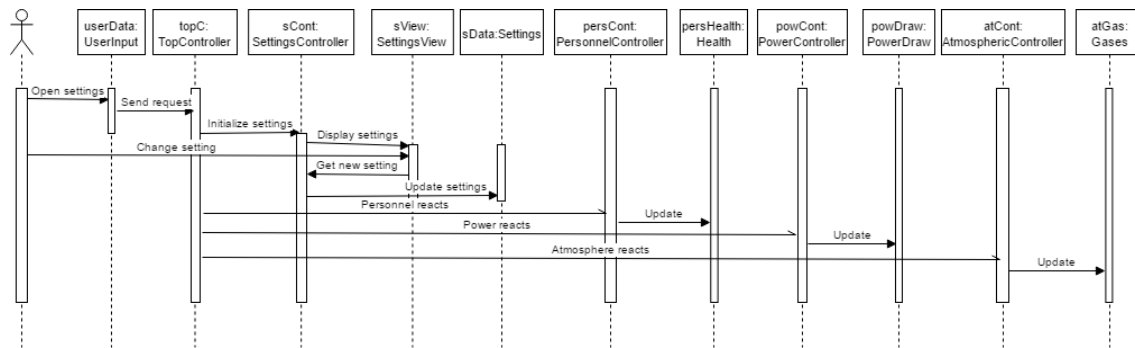 userData:
UserInput
topC:
TopController
sCont:
SettingsController
sView:
SettingsView
sData:Settings
persCont:
PersonnelController
persHealth:
Health
powCont:
PowerController
powDraw:
PowerDraw
atCont:
AtmosphericController
atGas:
Gases
Open settings
Send request
Initialize settings
Display settings
Change setting
Get new setting
Update settings
Personnel reacts
Update
Power reacts
Update
Atmosphere reacts
Update